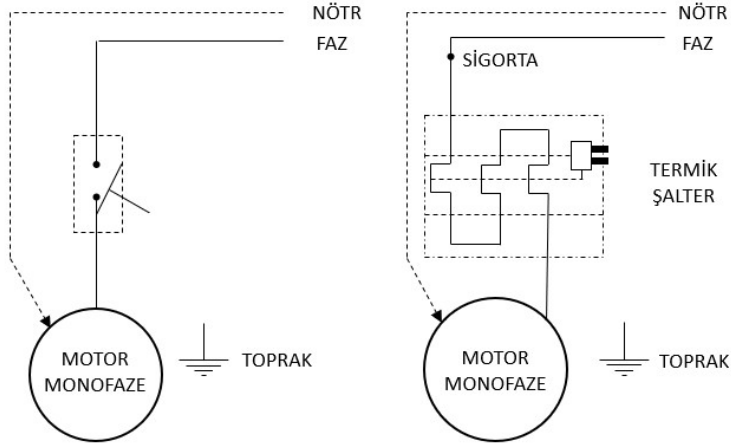 NÖTR
FAZ
MOTOR
MONOFAZE
TOPRAK
NÖTR
FAZ
SİGORTA
TERMİK
ŞALTER
MOTOR
MONOFAZE
TOPRAK